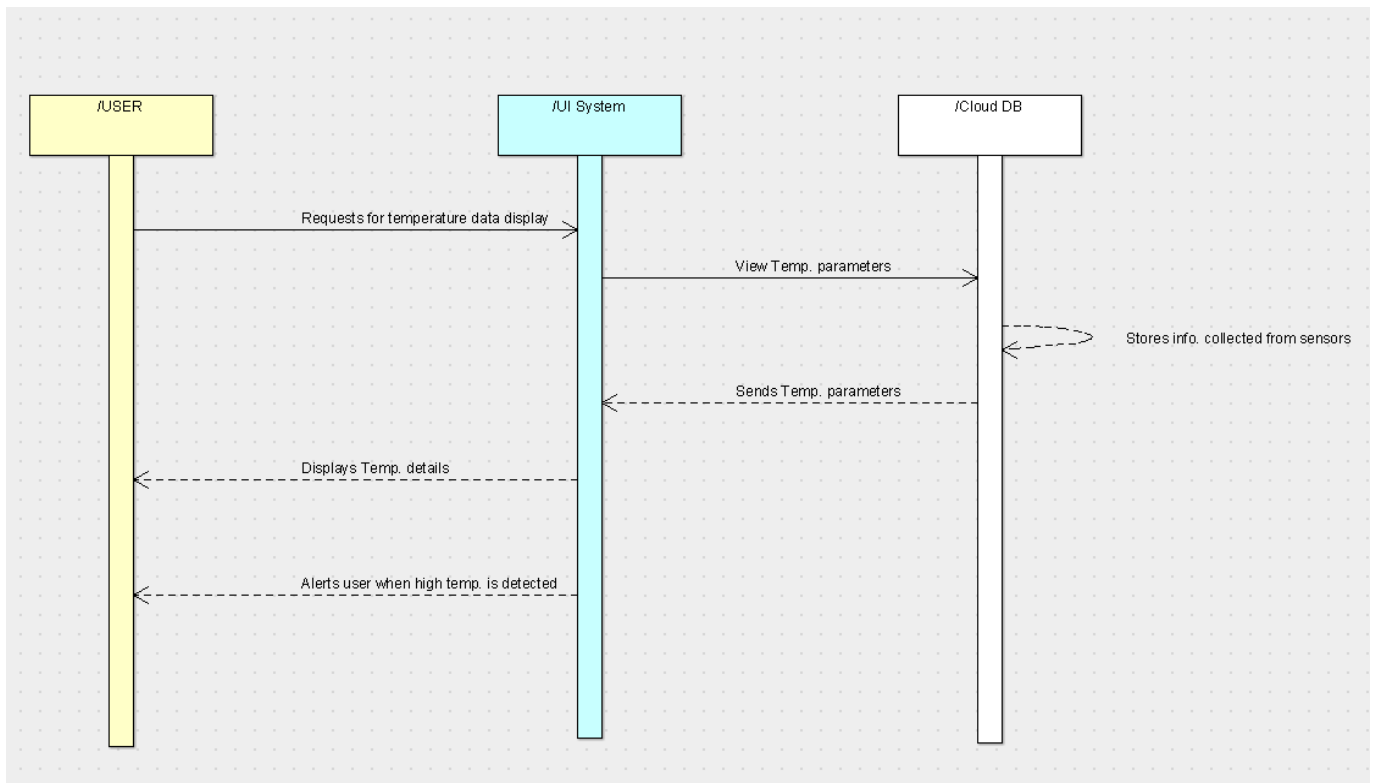 /USER
/UI System
/Cloud DB
Requests for temperature data display
View Temp. parameters
Stores info. collected from sensors
Sends Temp. parameters
Displays Temp. details
Alerts user when high temp. is detected